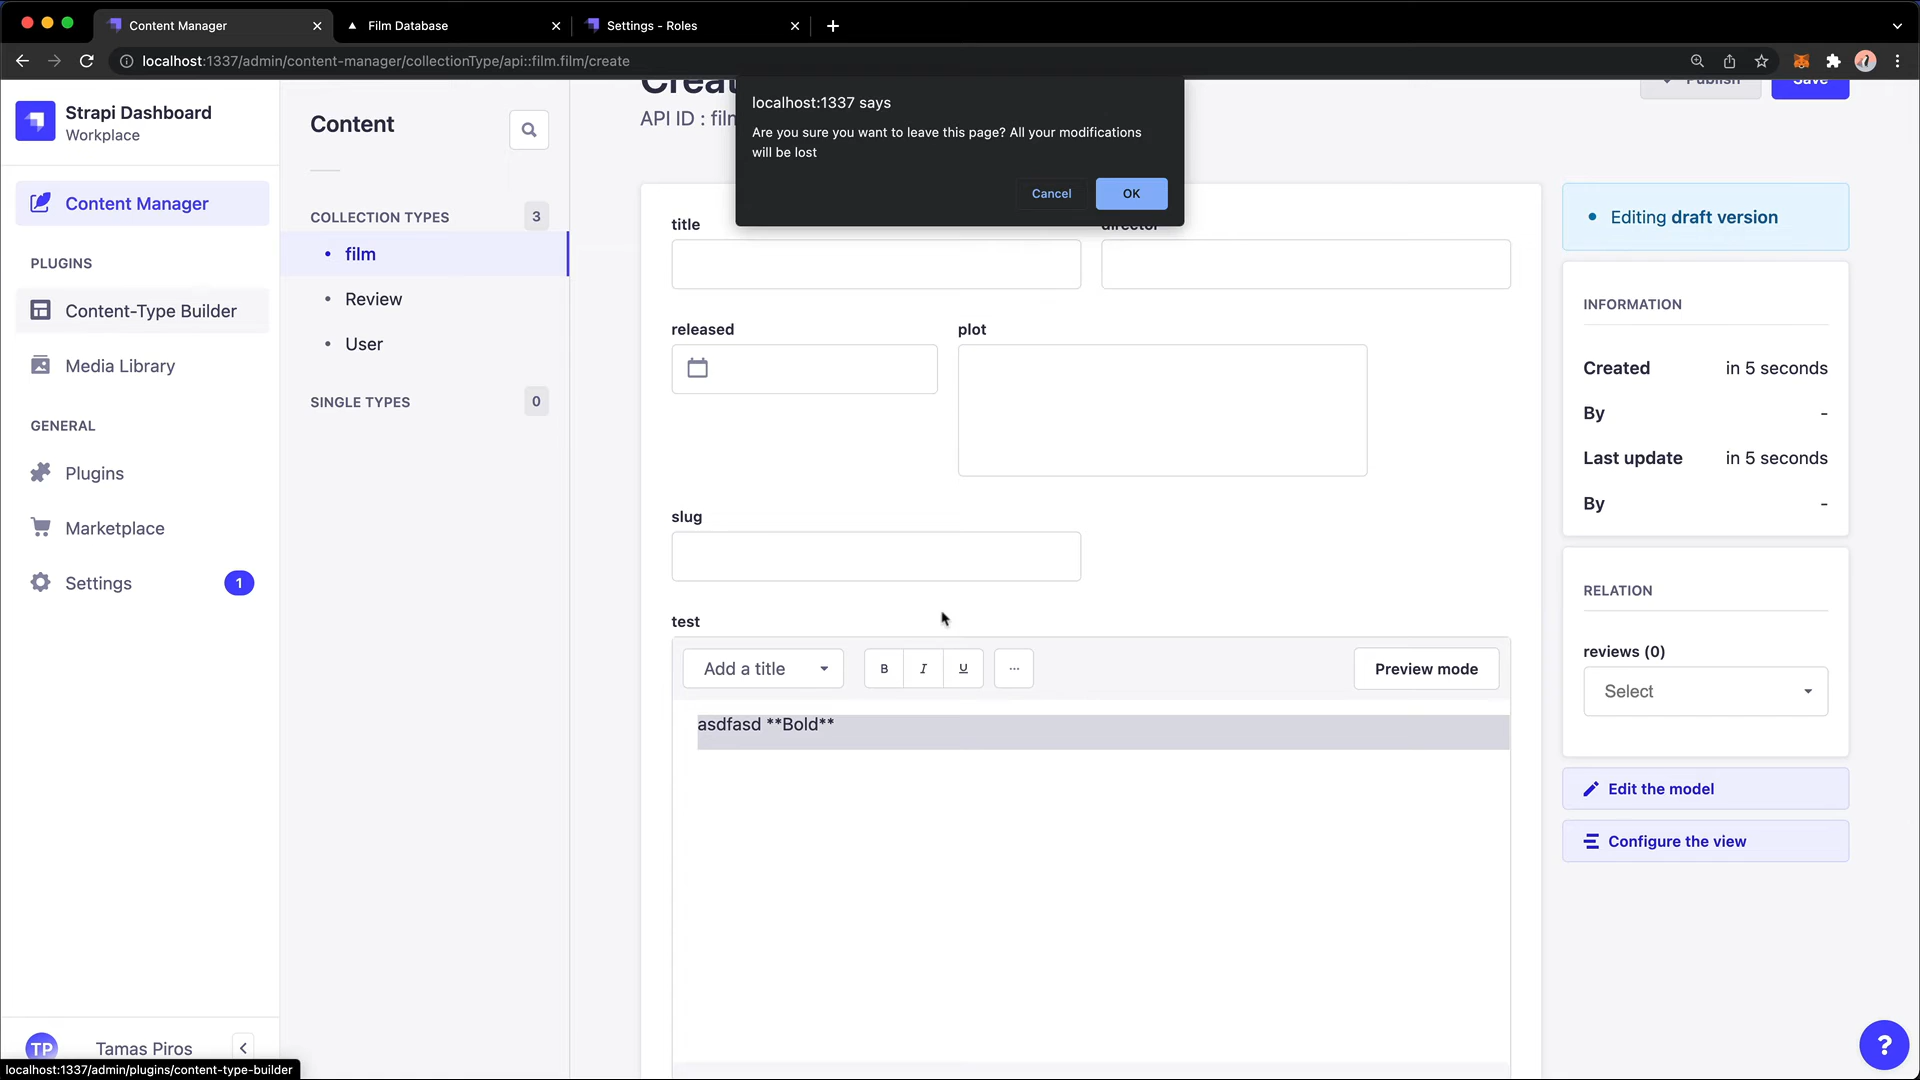 Content Manager
Film Database
Settings - Roles
localhost:1337/admin/content-manager/collectionType/api::film.film/create
Strapi Dashboard
Workplace
Content Manager
PLUGINS
Content-Type Builder
Media Library
GENERAL
Plugins
Marketplace
Settings
1
TP
Tamas Piros
localhost:1337/admin/plugins/content-type-builder
Content
COLLECTION TYPES
3
film
Review
User
SINGLE TYPES
0
API ID : film
Publish
Save
localhost:1337 says
Are you sure you want to leave this page? All your modifications
will be lost
Cancel
OK
title
director
released
plot
slug
test
Add a title
B
I
U
...
Preview mode
asdfasd **Bold**
Editing draft version
INFORMATION
Created
in 5 seconds
By
-
Last update
in 5 seconds
By
-
RELATION
reviews (0)
Select
Edit the model
Configure the view
?